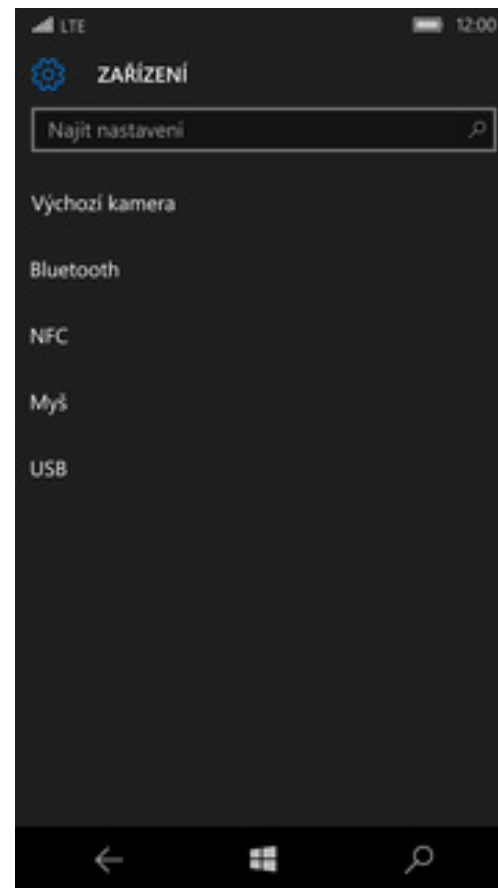 LTE 12:00
ZAŘÍZENÍ
Najít nastavení
Výchozí kamera
Bluetooth
NFC
Myš
USB